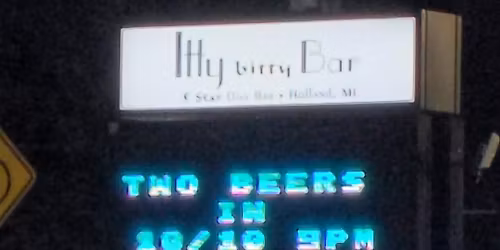 Itty bitty Bar
Star Dive Bar • Holland, MI
TWO BEERS
IN
10/10 9PM